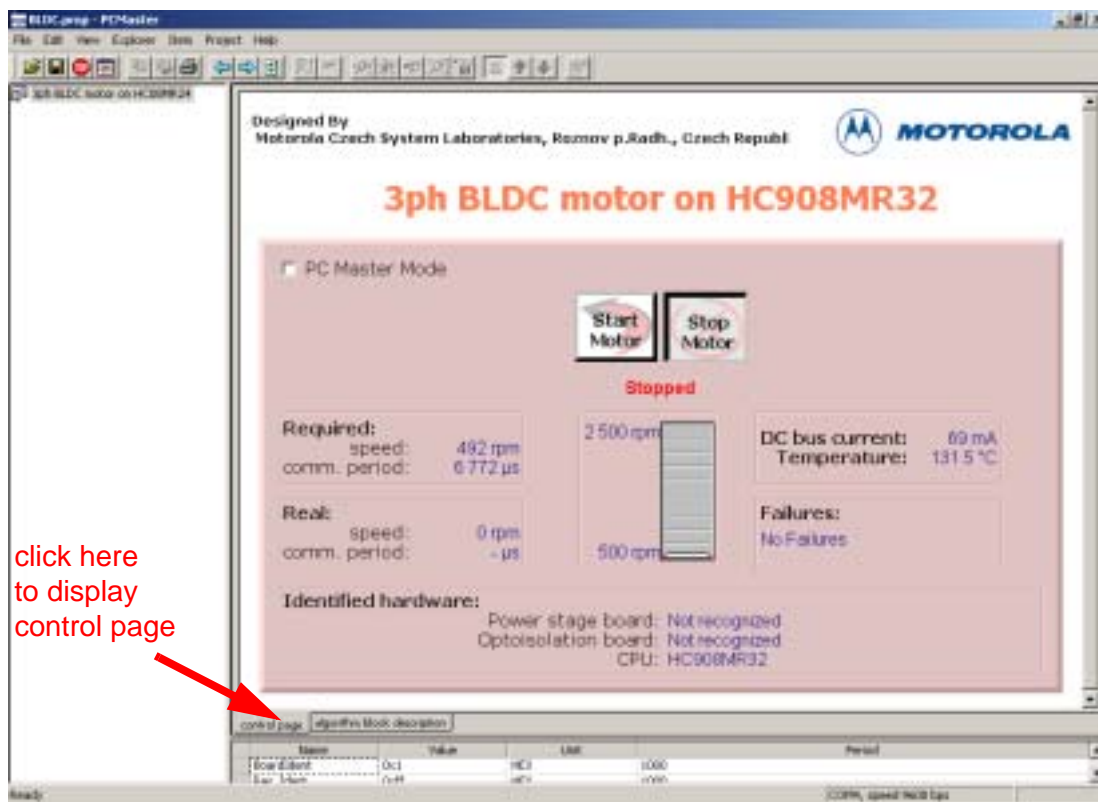 BLDC.pmp - PCMaster
File Edit View Explorer Item Project Help
3ph BLDC motor on HC908MR24
Designed By
Motorola Czech System Laboratories, Roznov p.Radh., Czech Republi
MOTOROLA
3ph BLDC motor on HC908MR32
PC Master Mode
Start Motor
Stop Motor
Stopped
Required:
speed: 492 rpm
comm. period: 6 772 µs
2 500 rpm
500 rpm
DC bus current: 69 mA
Temperature: 131.5 °C
Real:
speed: 0 rpm
comm. period: - µs
Failures:
No Failures
Identified hardware:
Power stage board: Not recognized
Optoisolation board: Not recognized
CPU: HC908MR32
click here
to display
control page
control page
algorithm block description
Name Value Unit Period
1000
Ready
speed 9600 bps